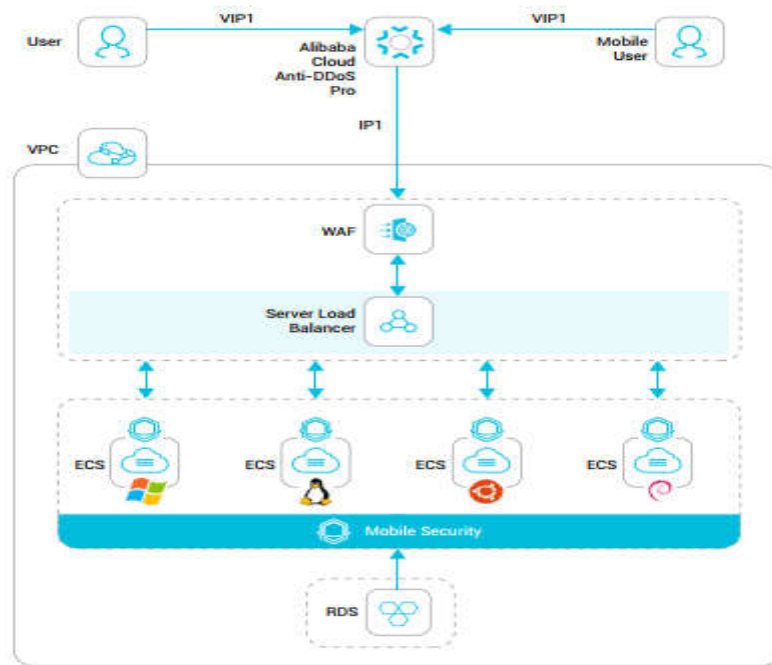 VIP1
VIP1
User
Alibaba
Cloud
Anti-DDoS
Pro
Mobile
User
IP1
VPC
WAF
Server Load
Balancer
ECS
ECS
ECS
ECS
Mobile Security
RDS